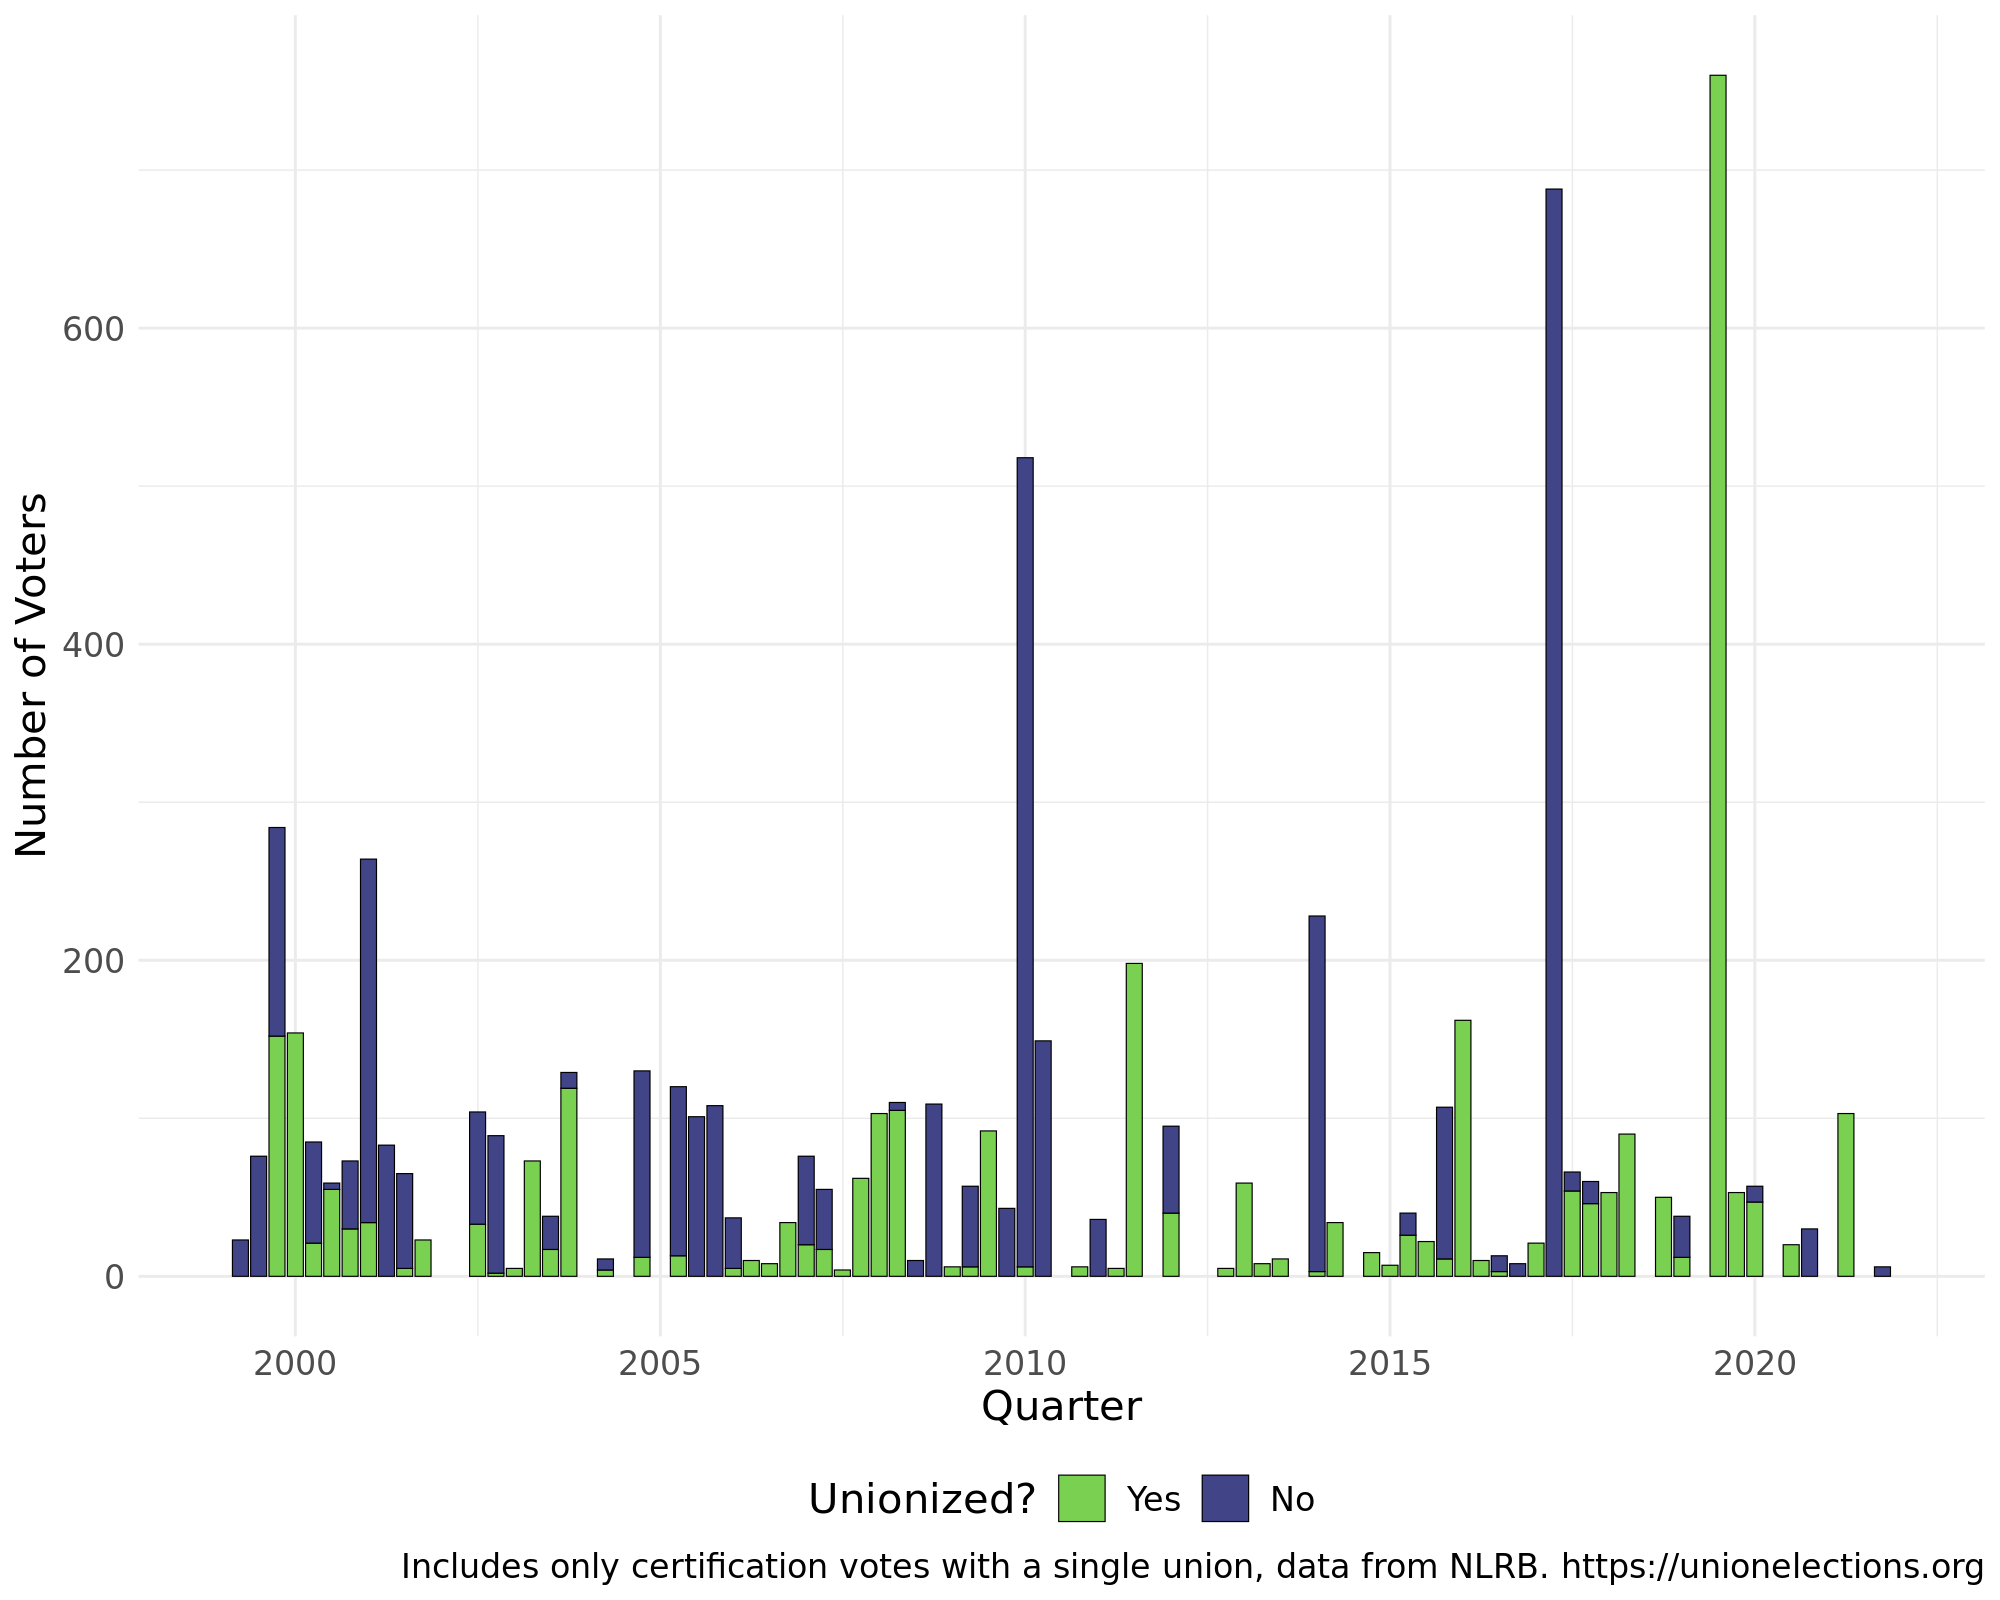 Number of Voters
600
400
200
0
2000 2005 2010 2015 2020
Quarter
Unionized? Yes No
Includes only certification votes with a single union, data from NLRB. https://unionelections.org